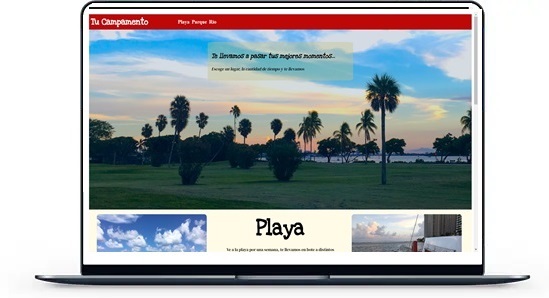 Tu Campamento
Playa Parque Río
Te llevamos a pasar tus mejores momentos...
Escoge un lugar, la cantidad de tiempo y te llevamos
Playa
Ve a la playa por una semana, te llevamos en bote a distintos